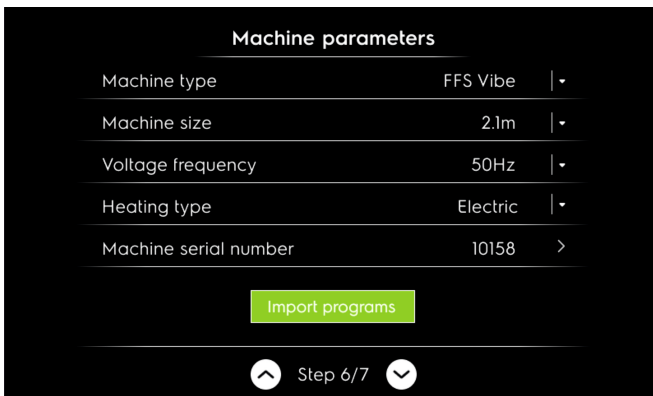 Machine parameters
Machine type FFS Vibe
Machine size 2.1m
Voltage frequency 50Hz
Heating type Electric
Machine serial number 10158
Import programs
Step 6/7